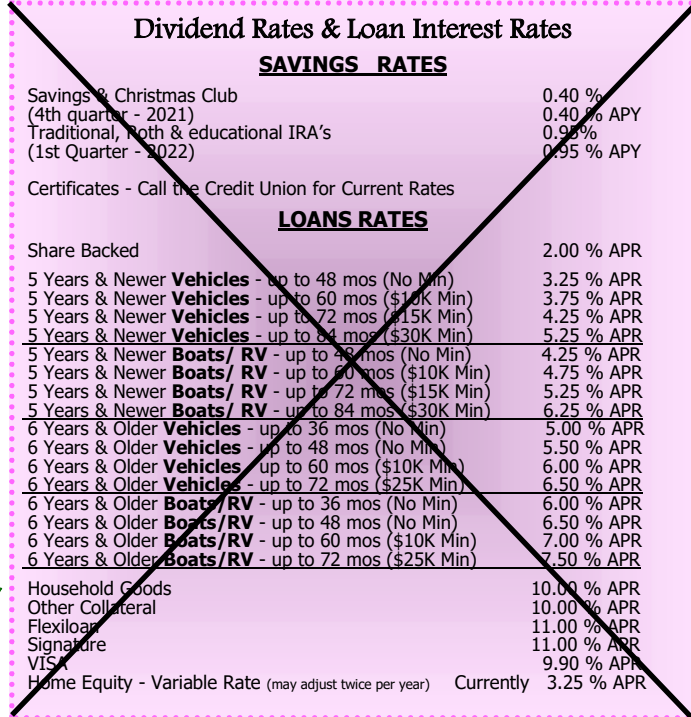 Dividend Rates & Loan Interest Rates
SAVINGS RATES
Savings & Christmas Club 0.40 %
(4th quarter - 2021) 0.40 % APY
Traditional, Roth & educational IRA's 0.95%
(1st Quarter - 2022) 0.95 % APY
Certificates - Call the Credit Union for Current Rates
LOANS RATES
Share Backed 2.00 % APR
5 Years & Newer Vehicles - up to 48 mos (No Min) 3.25 % APR
5 Years & Newer Vehicles - up to 60 mos ($10K Min) 3.75 % APR
5 Years & Newer Vehicles - up to 72 mos ($15K Min) 4.25 % APR
5 Years & Newer Vehicles - up to 84 mos ($30K Min) 5.25 % APR
5 Years & Newer Boats/ RV - up to 48 mos (No Min) 4.25 % APR
5 Years & Newer Boats/ RV - up to 60 mos ($10K Min) 4.75 % APR
5 Years & Newer Boats/ RV - up to 72 mos ($15K Min) 5.25 % APR
5 Years & Newer Boats/ RV - up to 84 mos ($30K Min) 6.25 % APR
6 Years & Older Vehicles - up to 36 mos (No Min) 5.00 % APR
6 Years & Older Vehicles - up to 48 mos (No Min) 5.50 % APR
6 Years & Older Vehicles - up to 60 mos ($10K Min) 6.00 % APR
6 Years & Older Vehicles - up to 72 mos ($25K Min) 6.50 % APR
6 Years & Older Boats/RV - up to 36 mos (No Min) 6.00 % APR
6 Years & Older Boats/RV - up to 48 mos (No Min) 6.50 % APR
6 Years & Older Boats/RV - up to 60 mos ($10K Min) 7.00 % APR
6 Years & Older Boats/RV - up to 72 mos ($25K Min) 7.50 % APR
Household Goods 10.00 % APR
Other Collateral 10.00 % APR
Flexiloan 11.00 % APR
Signature 11.00 % APR
VISA 9.90 % APR
Home Equity - Variable Rate (may adjust twice per year) Currently 3.25 % APR